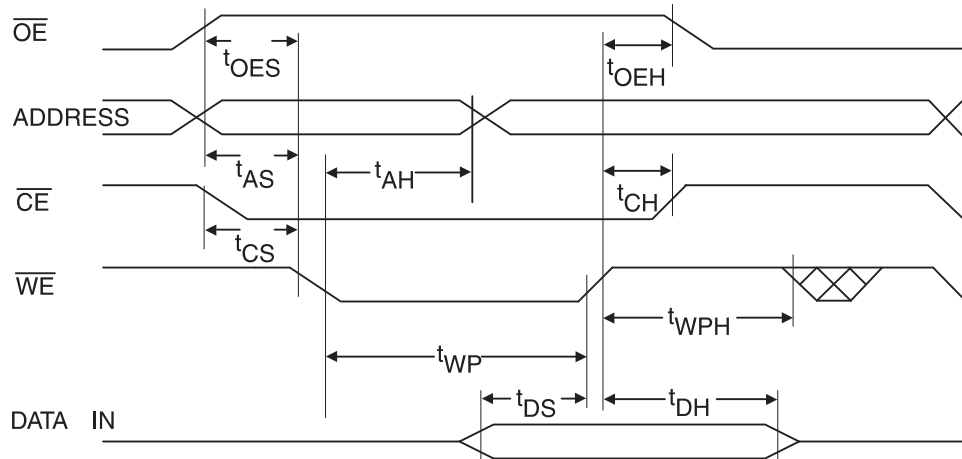 OE
tOES
tOEH
ADDRESS
tAS
tAH
tCH
CE
tCS
WE
tWPH
tWP
tDS
tDH
DATA IN